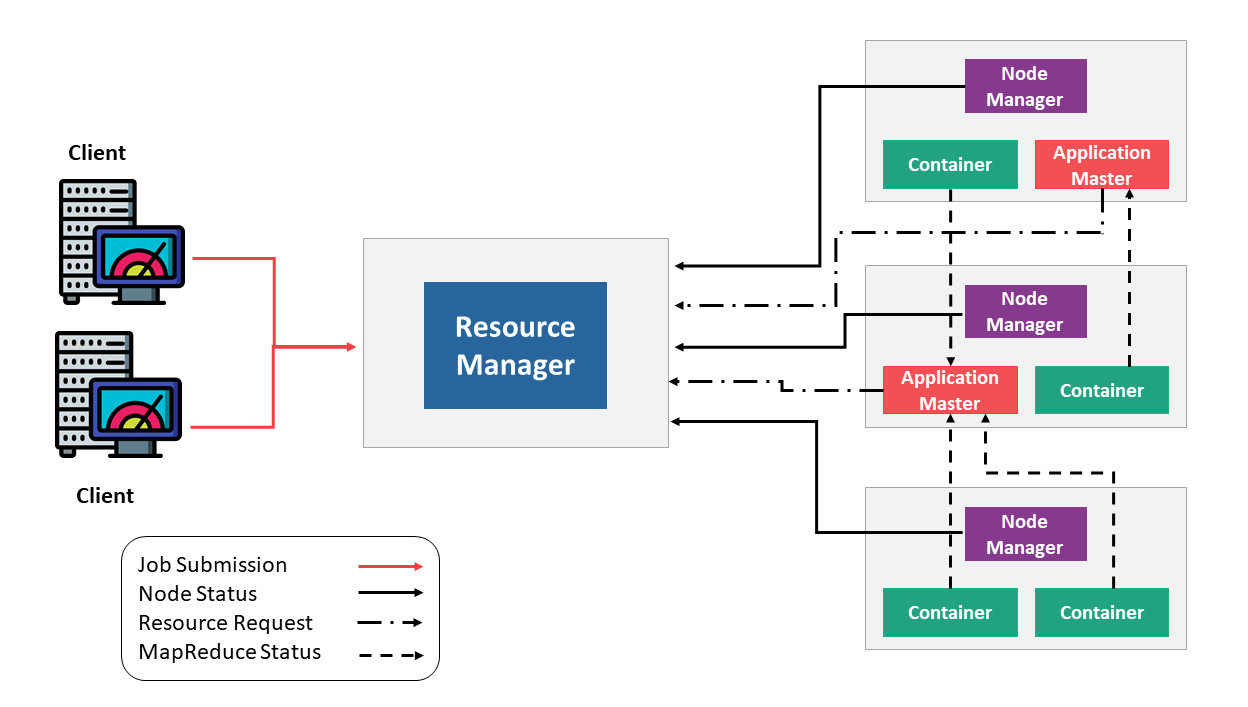 Client
Client
Resource
Manager
Node
Manager
Container
Application
Master
Node
Manager
Application
Master
Container
Node
Manager
Container
Container
Job Submission
Node Status
Resource Request
MapReduce Status